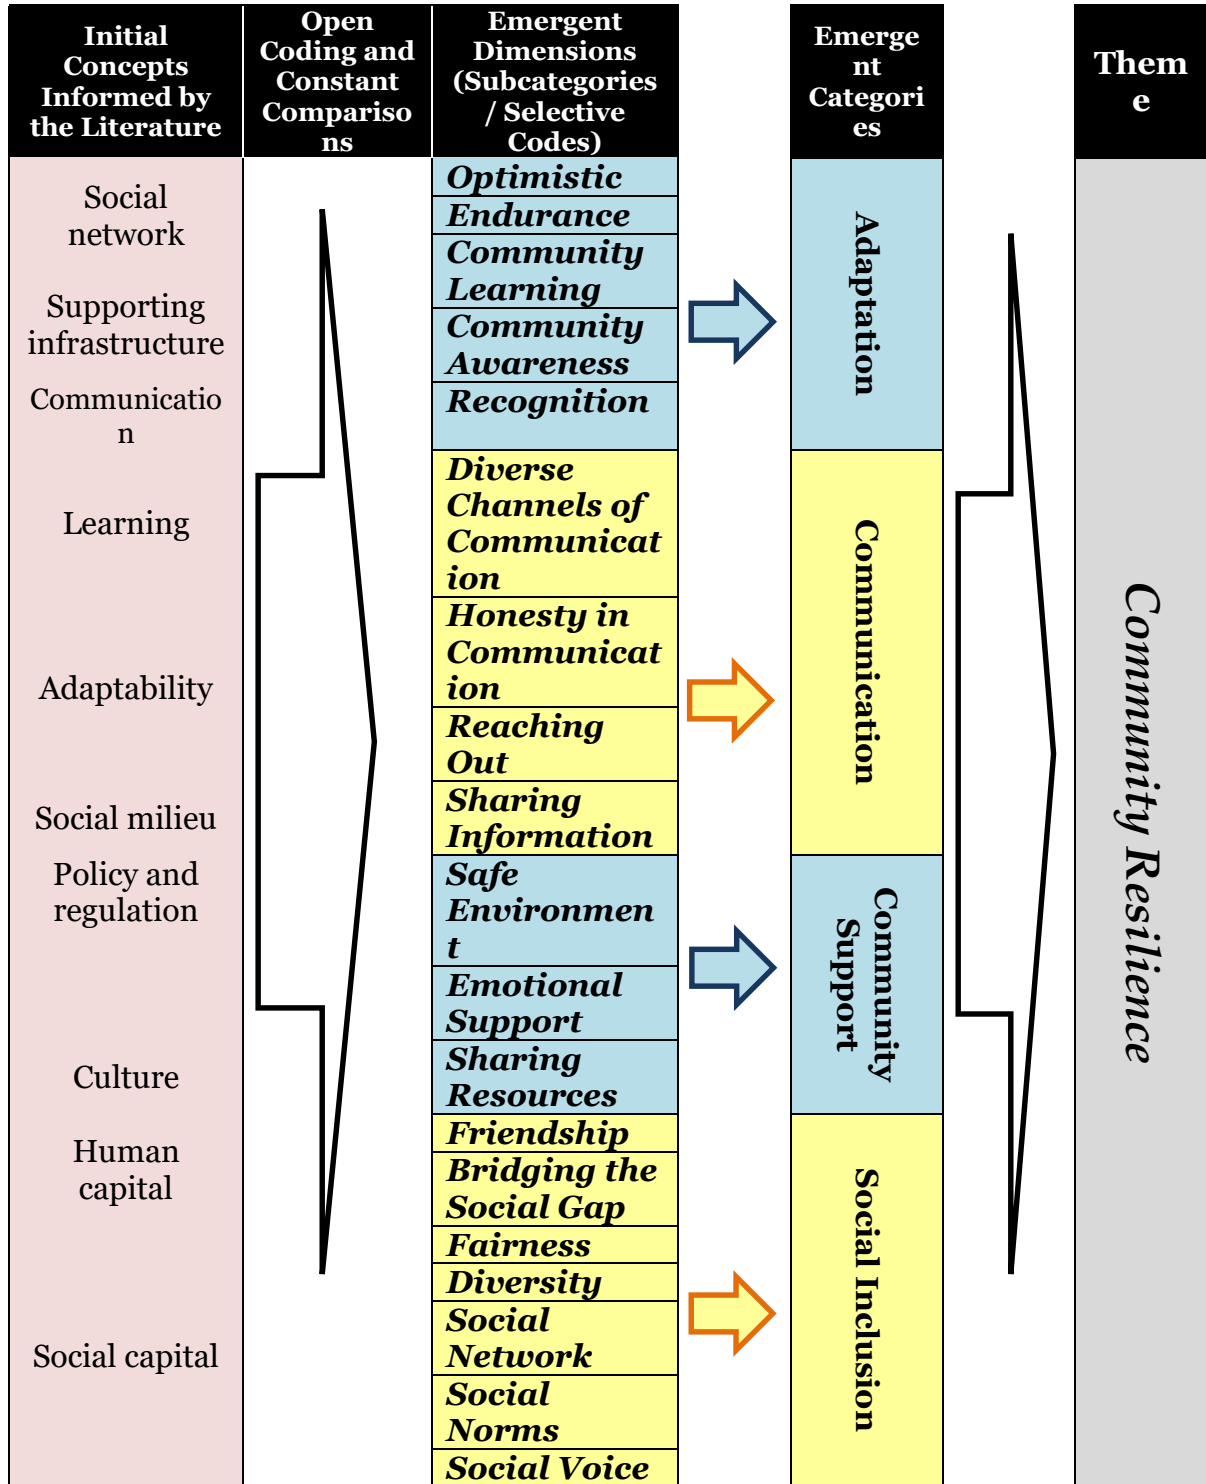 Initial
Concepts
Informed by
the Literature
Open
Coding and
Constant
Compariso
ns
Emergent
Dimensions
(Subcategories
/ Selective
Codes)
Emerge
nt
Categori
es
Them
e
Social
network
Supporting
infrastructure
Communicatio
n
Learning
Adaptability
Social milieu
Policy and
regulation
Culture
Human
capital
Social capital
Optimistic
Endurance
Community
Learning
Community
Awareness
Recognition
Diverse
Channels of
Communicat
ion
Honesty in
Communicat
ion
Reaching
Out
Sharing
Information
Safe
Environmen
t
Emotional
Support
Sharing
Resources
Friendship
Bridging the
Social Gap
Fairness
Diversity
Social
Network
Social
Norms
Social Voice
Adaptation
Communication
Community
Support
Social Inclusion
Community Resilience